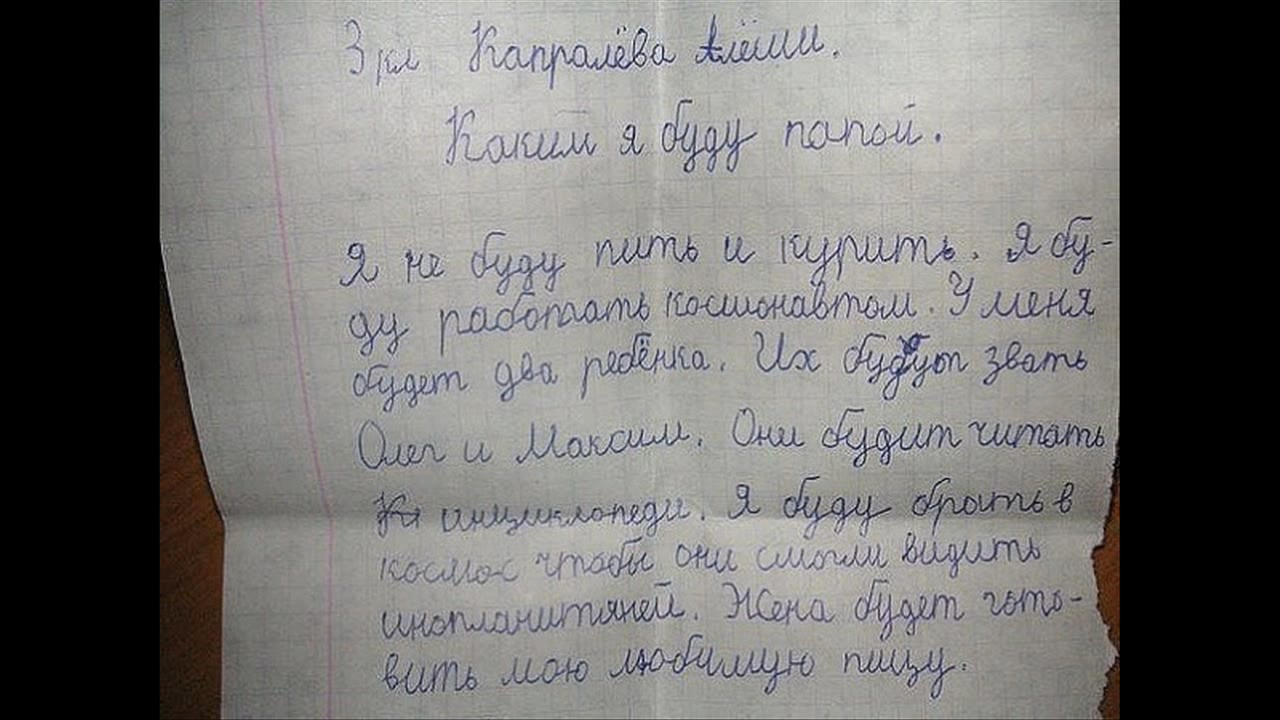 3 кл Капралёва Алёши.
Каким я буду папой.
Я не буду пить и курить. Я бу-
ду работать космонавтом. У меня
будет два ребёнка. Их будут звать
Олег и Максим. Они будит читать
инциклопеди. Я буду брать в
космос чтобы они смогли видить
инопланитяней. Жена будет гото-
вить мою любимую пицу.